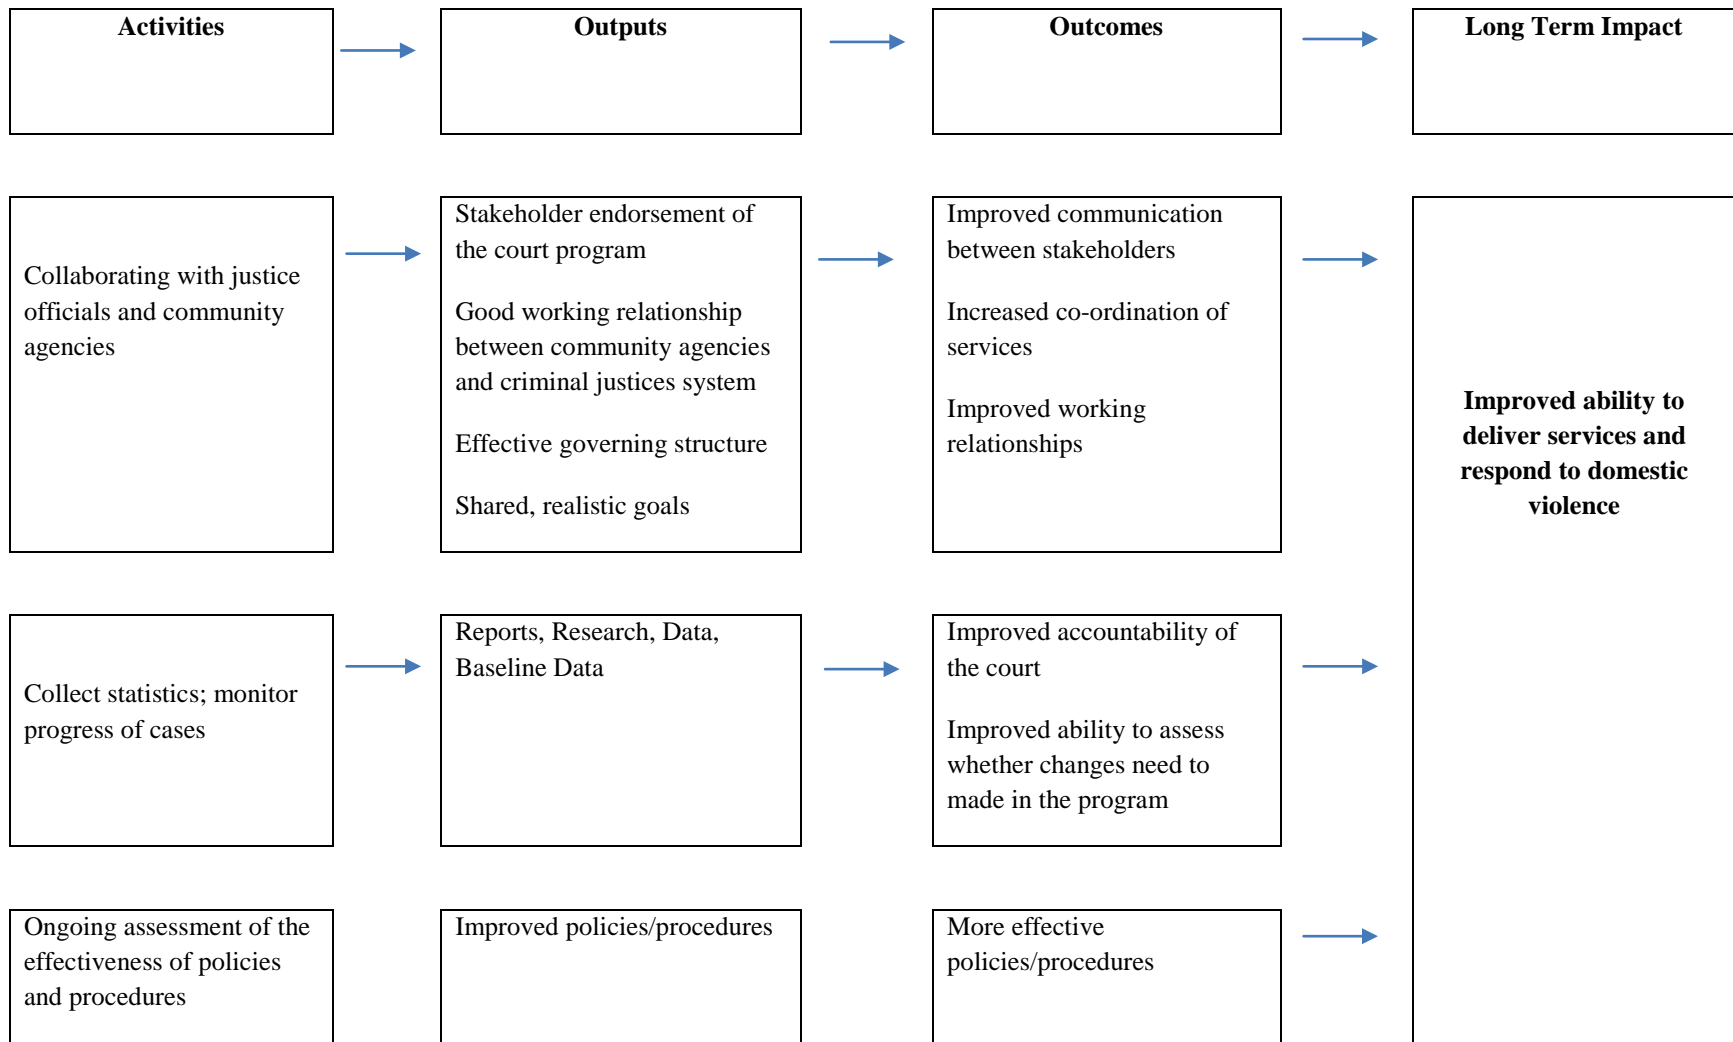 Activities
Outputs
Outcomes
Long Term Impact
Collaborating with justice
officials and community
agencies
Stakeholder endorsement of
the court program
Good working relationship
between community agencies
and criminal justices system
Effective governing structure
Shared, realistic goals
Improved communication
between stakeholders
Increased co-ordination of
services
Improved working
relationships
Improved ability to
deliver services and
respond to domestic
violence
Collect statistics; monitor
progress of cases
Reports, Research, Data,
Baseline Data
Improved accountability of
the court
Improved ability to assess
whether changes need to
made in the program
Ongoing assessment of the
effectiveness of policies
and procedures
Improved policies/procedures
More effective
policies/procedures